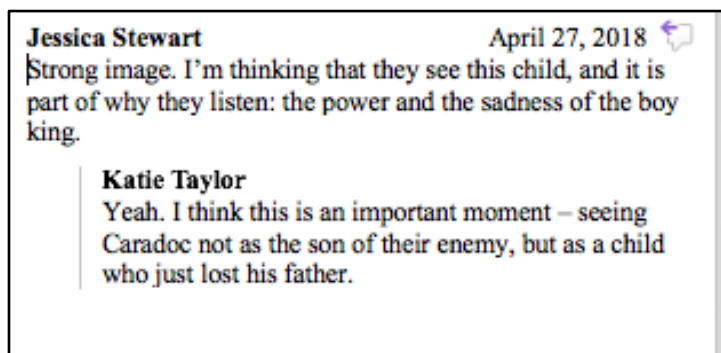 Jessica Stewart April 27, 2018
Strong image. I’m thinking that they see this child, and it is
part of why they listen: the power and the sadness of the boy
king.
Katie Taylor
Yeah. I think this is an important moment – seeing
Caradoc not as the son of their enemy, but as a child
who just lost his father.